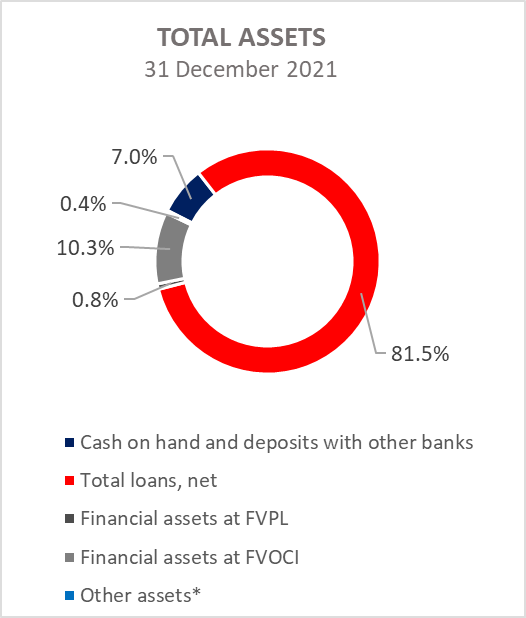 TOTAL ASSETS
31 December 2021
7.0%
0.4%
10.3%
0.8%
81.5%
Cash on hand and deposits with other banks
Total loans, net
Financial assets at FVPL
Financial assets at FVOCI
Other assets*